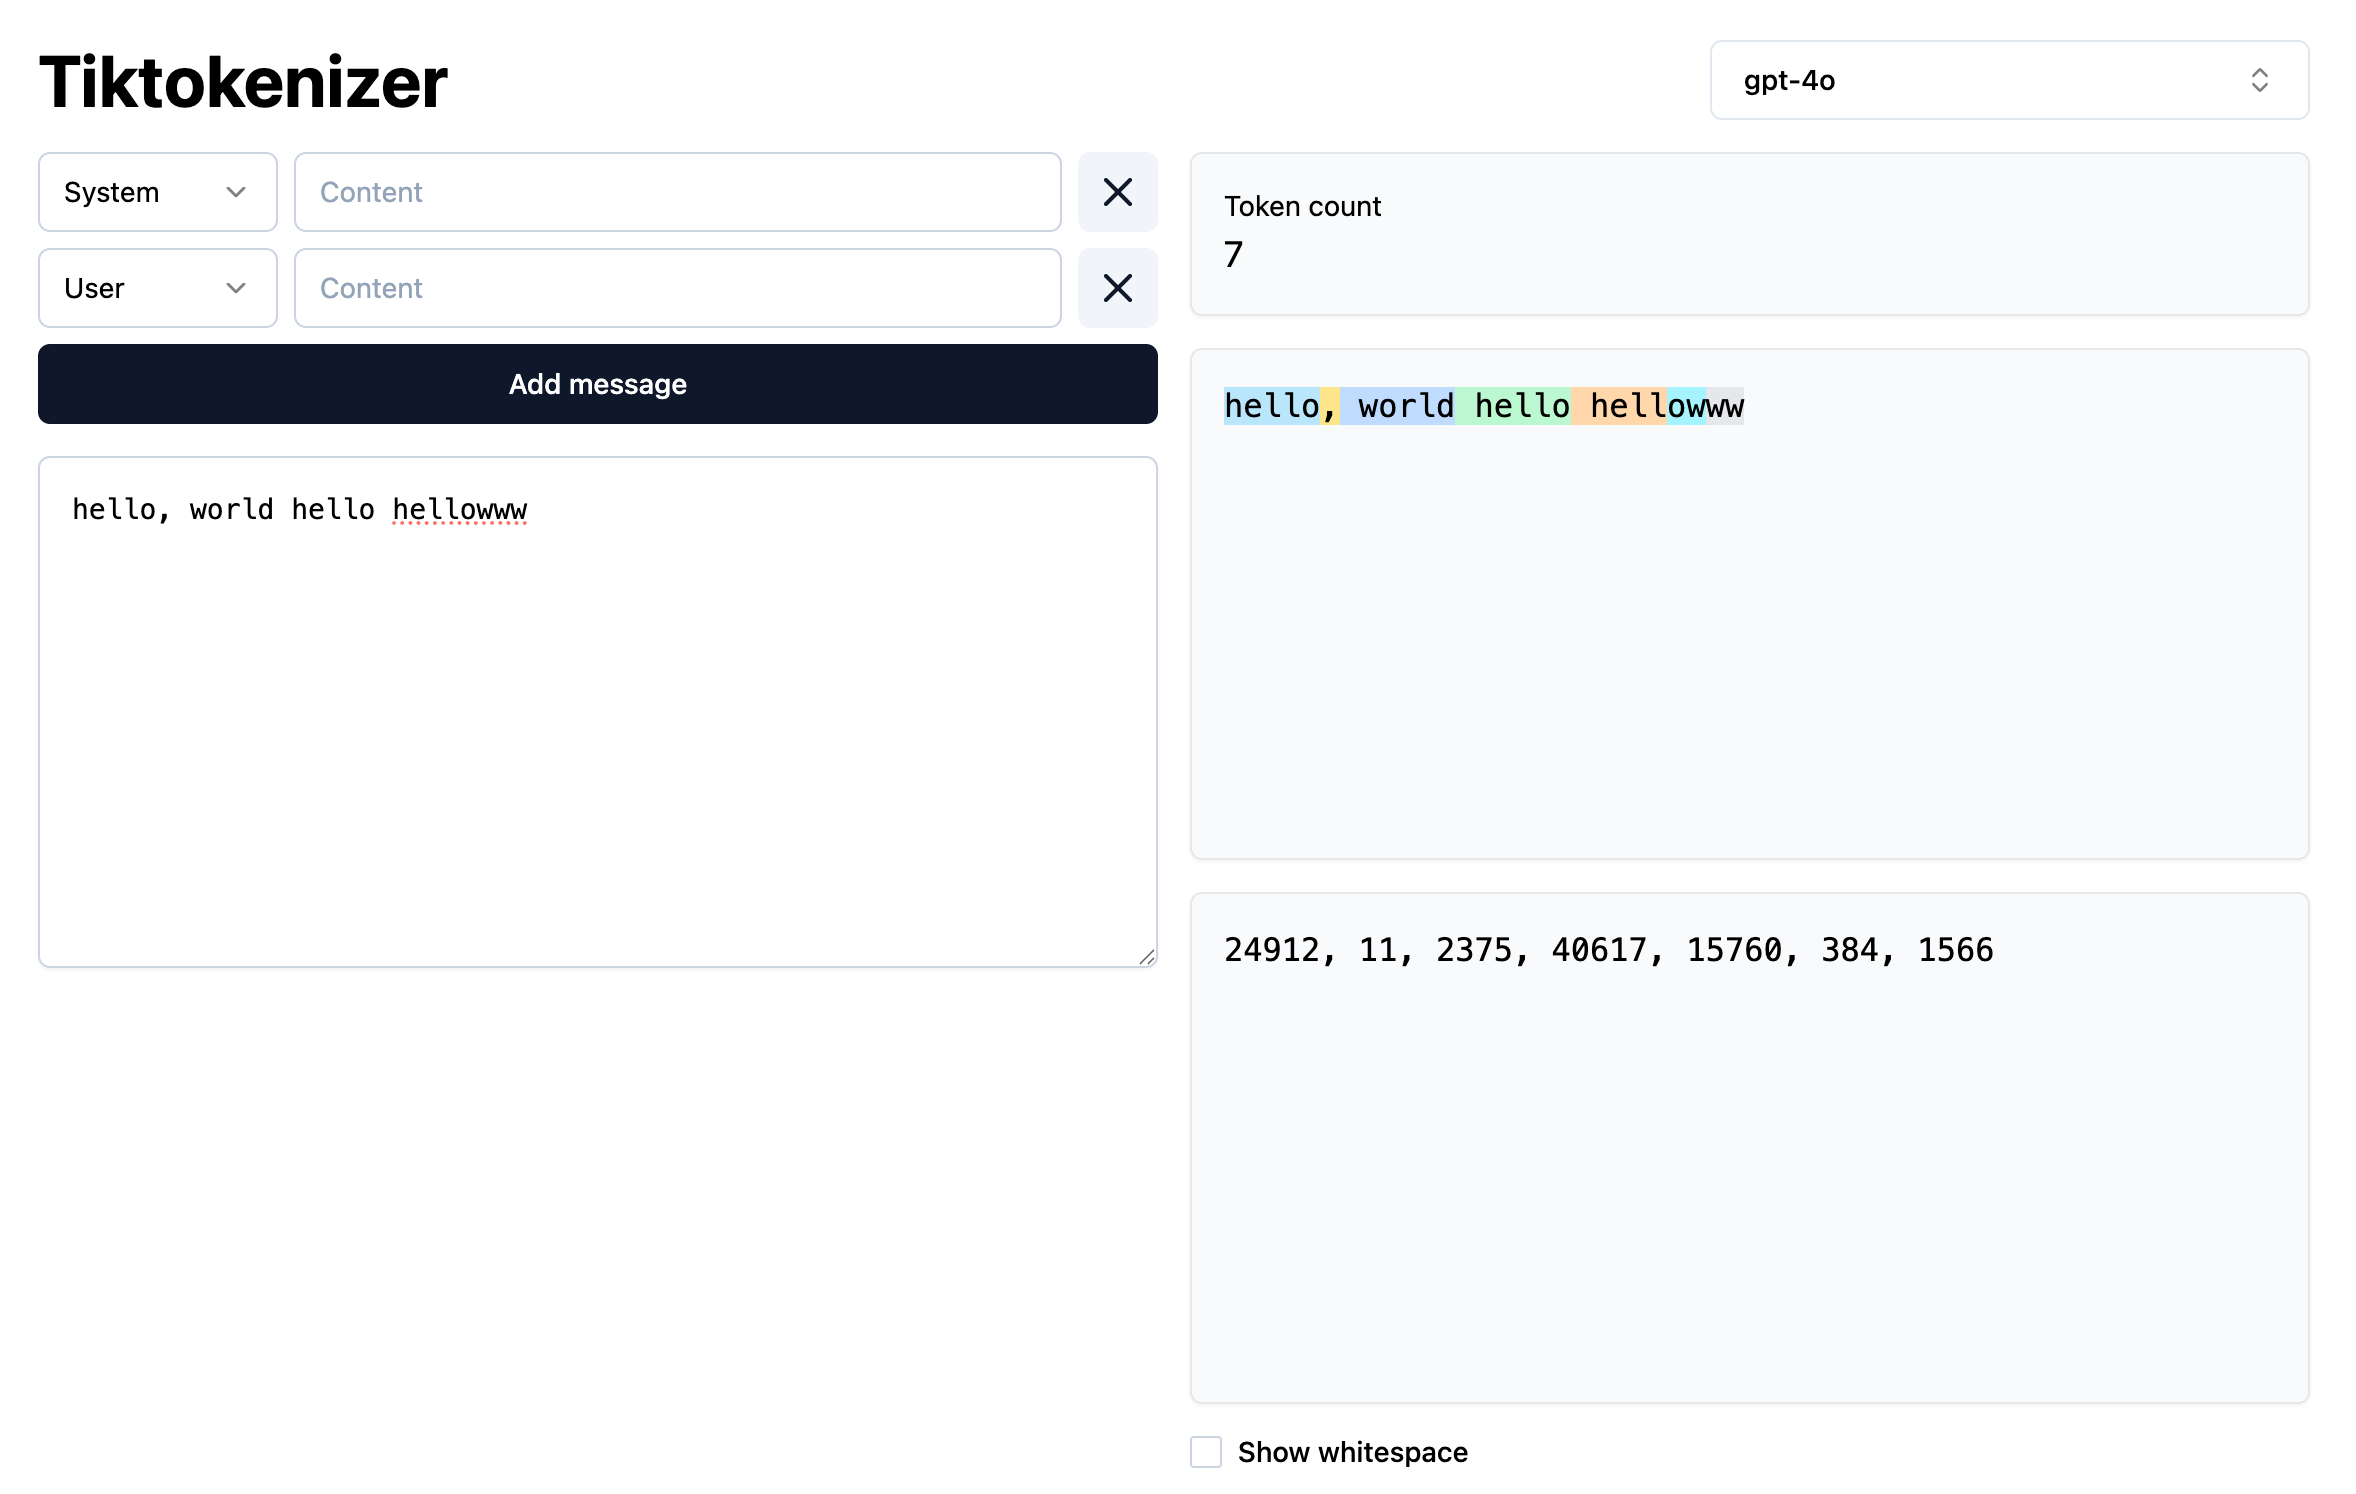 Tiktokenizer
gpt-4o
System
Content
User
Content
Add message
hello, world hello hellowww
Token count
7
hello, world hello hellowww
24912, 11, 2375, 40617, 15760, 384, 1566
Show whitespace